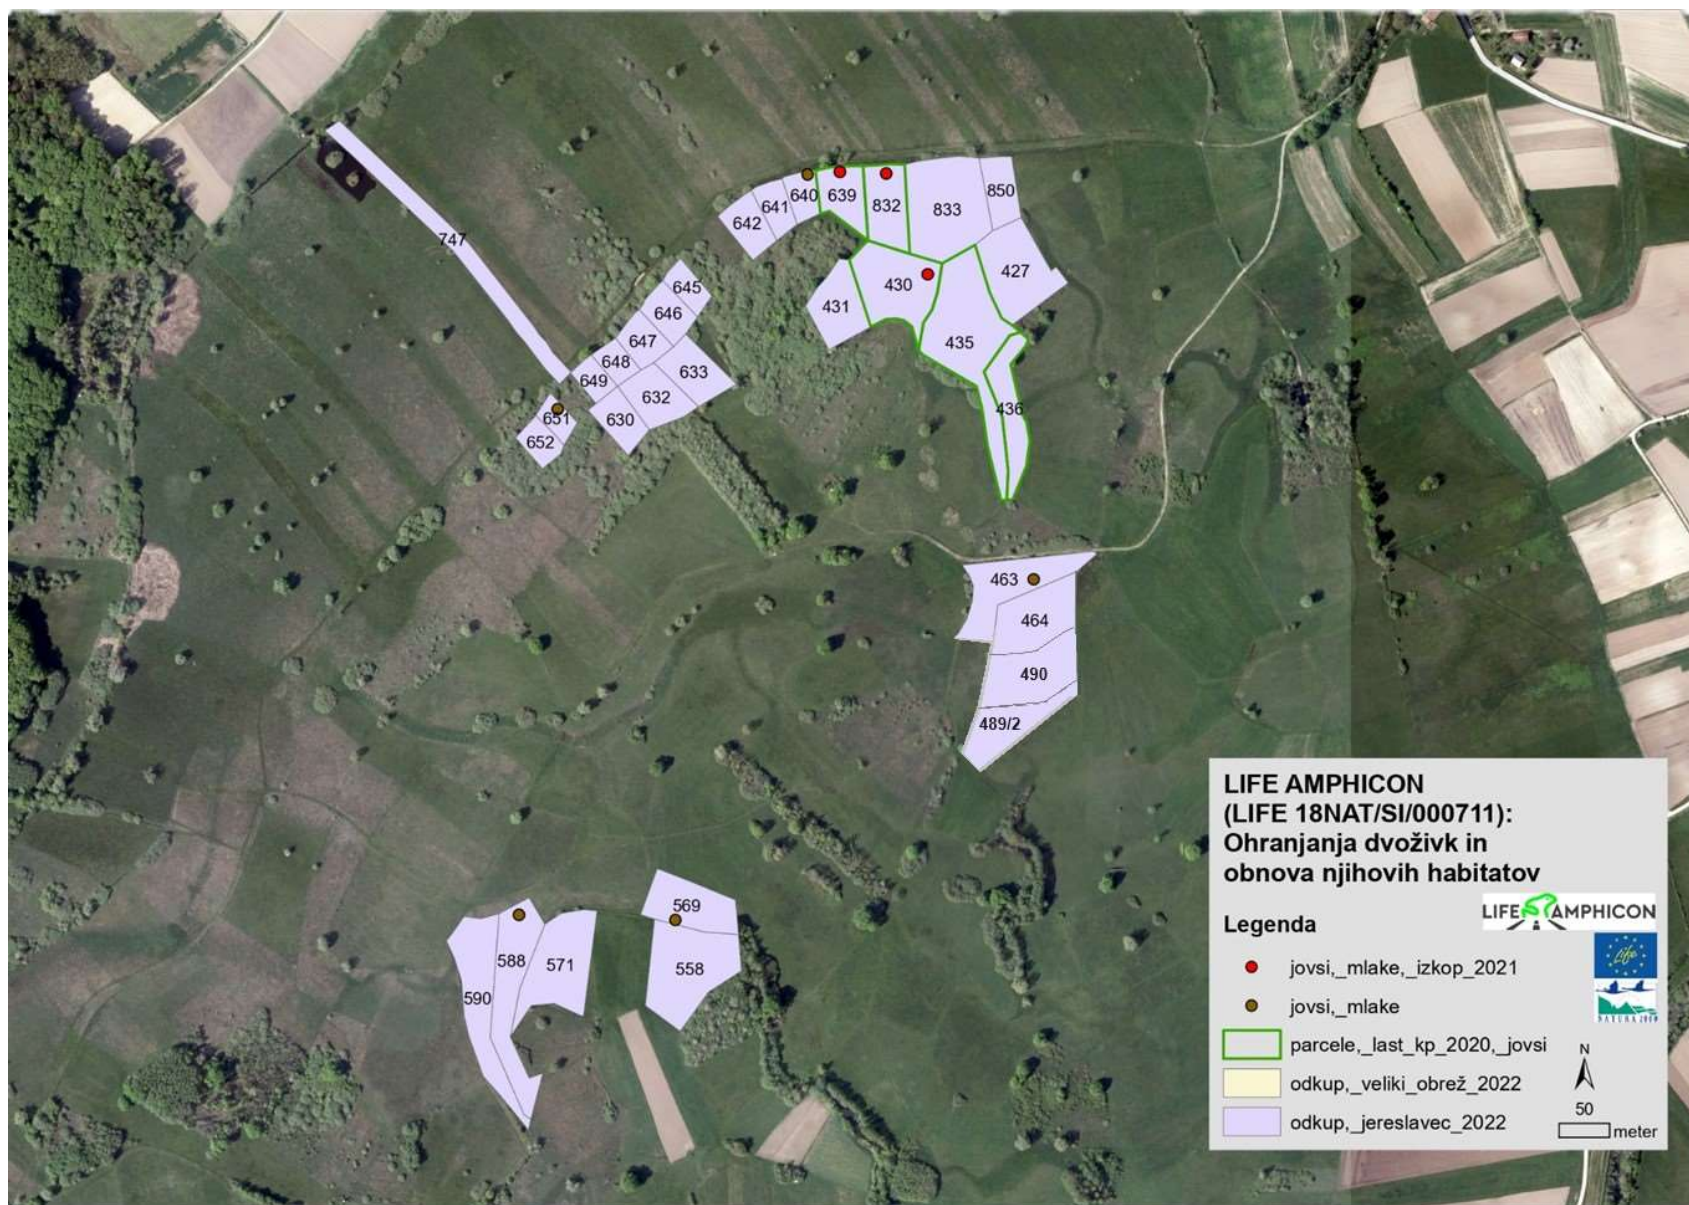 747
642
641
640
639
832
833
850
645
646
647
648
649
651
652
630
632
633
431
430
435
427
436
463
464
490
489/2
569
558
588
571
590
LIFE AMPHICON
(LIFE 18NAT/SI/000711):
Ohranjanja dvoživk in
obnova njihovih habitatov
LIFE AMPHICON
Legenda
jovsi,_mlake,_izkop_2021
Life
jovsi,_mlake
NATURA 2000
parcele,_last_kp_2020,_jovsi
N
odkup,_veliki_obrež_2022
50
odkup,_jereslavec_2022
meter